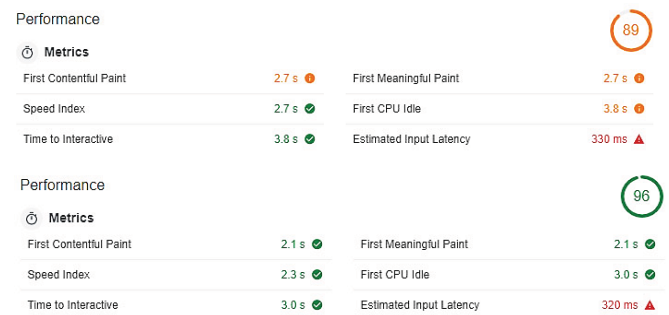 Performance 89
Metrics
First Contentful Paint 2.7 s First Meaningful Paint 2.7 s
Speed Index 2.7 s First CPU Idle 3.8 s
Time to Interactive 3.8 s Estimated Input Latency 330 ms
Performance 96
Metrics
First Contentful Paint 2.1 s First Meaningful Paint 2.1 s
Speed Index 2.3 s First CPU Idle 3.0 s
Time to Interactive 3.0 s Estimated Input Latency 320 ms